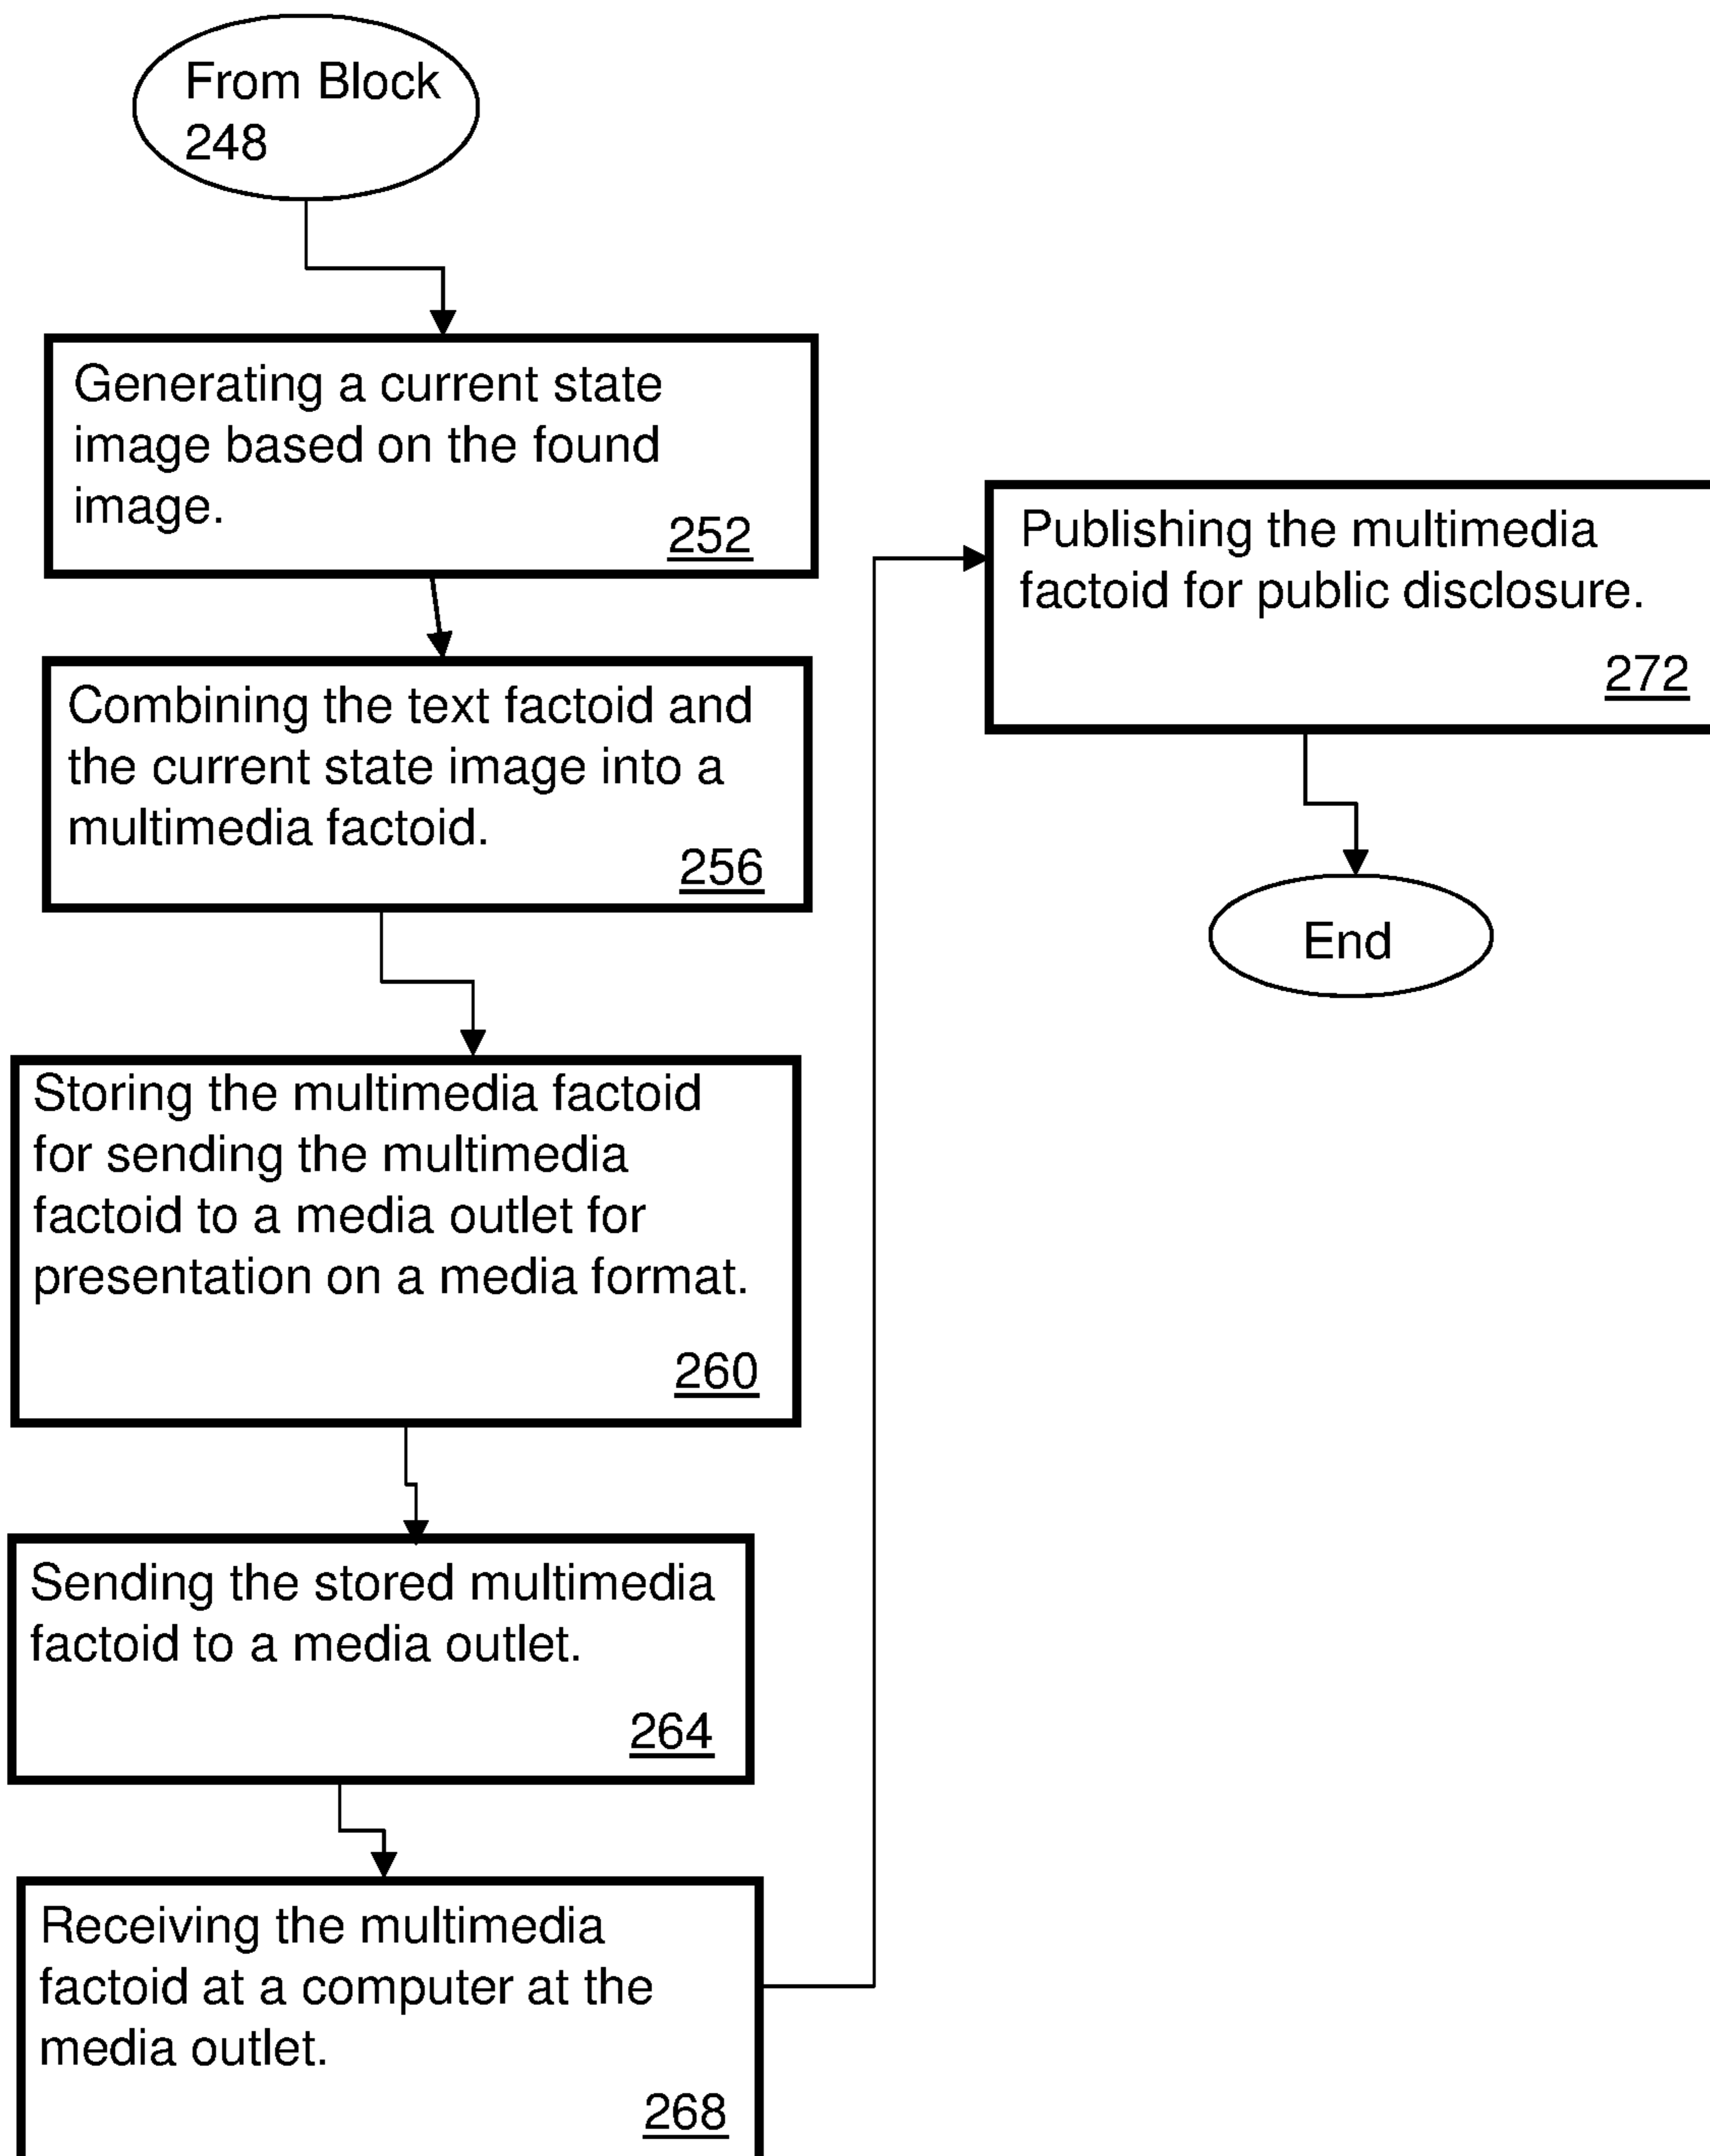 From Block
248
Generating a current state
image based on the found
image.
252
Combining the text factoid and
the current state image into a
multimedia factoid.
256
Storing the multimedia factoid
for sending the multimedia
factoid to a media outlet for
presentation on a media format.
260
Sending the stored multimedia
factoid to a media outlet.
264
Receiving the multimedia
factoid at a computer at the
media outlet.
268
Publishing the multimedia
factoid for public disclosure.
272
End